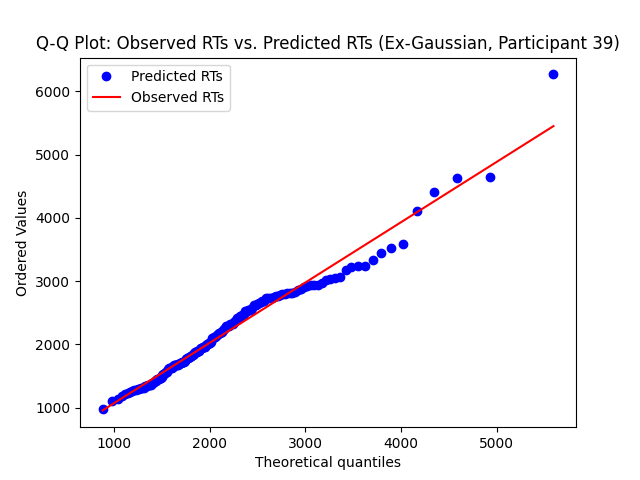 Q-Q Plot: Observed RTs vs. Predicted RTs (Ex-Gaussian, Participant 39)
Predicted RTs
Observed RTs
Ordered Values
6000
5000
4000
3000
2000
1000
1000 2000 3000 4000 5000
Theoretical quantiles